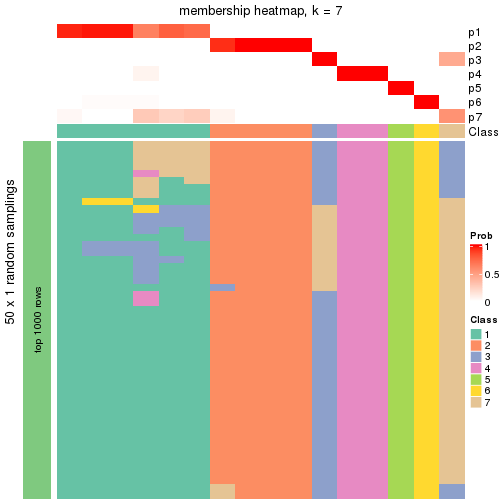 membership heatmap, k = 7
p1
p2
p3
p4
p5
p6
p7
Class
50 x 1 random samplings
top 1000 rows
Prob
1
0.5
0
Class
1
2
3
4
5
6
7